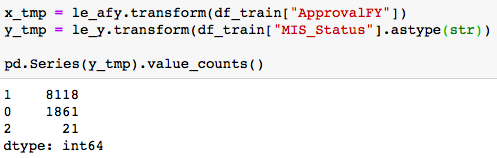 x_tmp = le_afy.transform(df_train["ApprovalFY"])
y_tmp = le_y.transform(df_train["MIS_Status"].astype(str))
pd.Series(y_tmp).value_counts()
1    8118
0    1861
2      21
dtype: int64